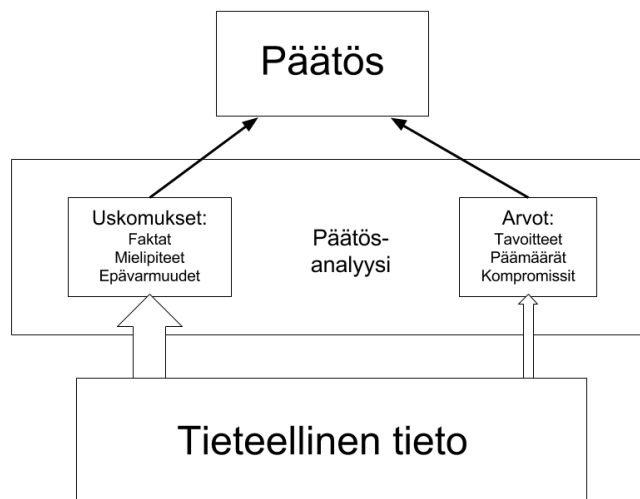 Päätös
Uskomukset:
Faktat
Mielipiteet
Epävarmuudet
Päätös-
analyysi
Arvot:
Tavoitteet
Päämäärät
Kompromissit
Tieteellinen tieto